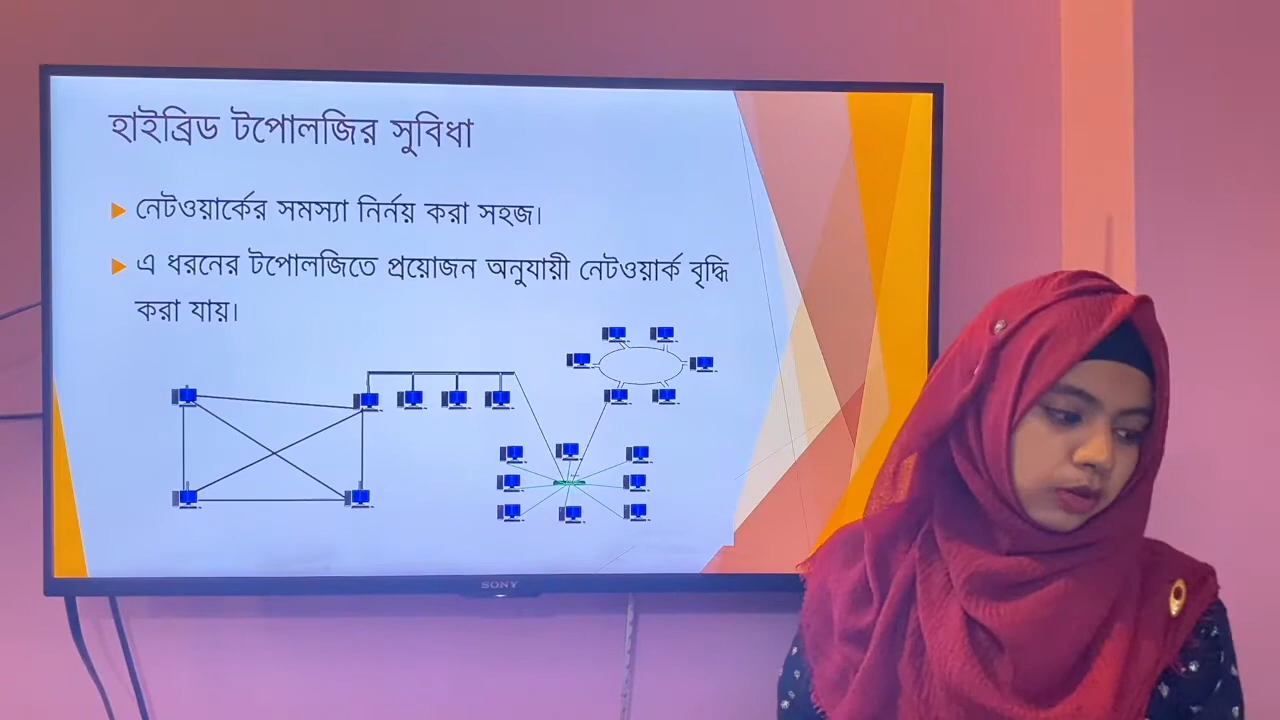 হাইব্রিড টপোলজির সুবিধা
নেটওয়ার্কের সমস্যা নির্নয় করা সহজ।
এ ধরনের টপোলজিতে প্রয়োজন অনুযায়ী নেটওয়ার্ক বৃদ্ধি
করা যায়।
SONY